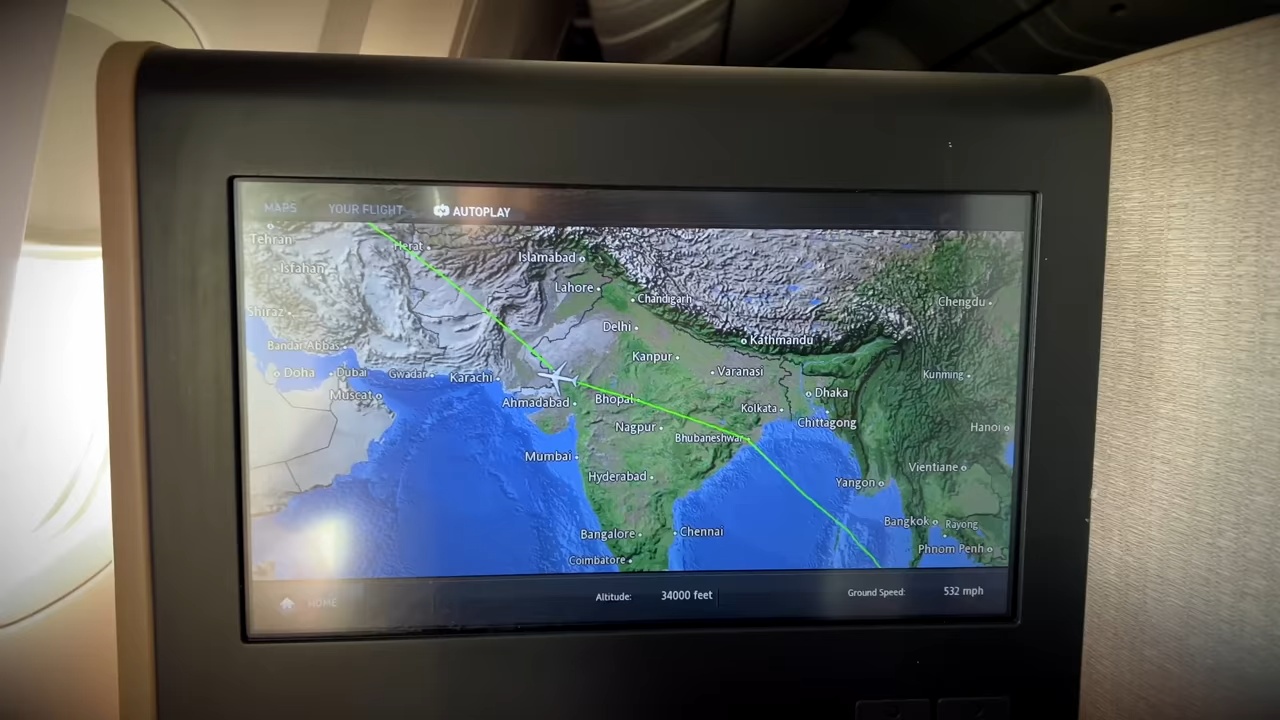 MAPS YOUR FLIGHT AUTOPLAY
Tehran
Herat
Islamabad
Isfahan
Lahore
Chandigarh
Chengdu
Shiraz
Delhi
Kathmandu
Bandar Abbas
Kanpur
Varanasi
Doha
Dubai
Gwadar
Karachi
Kunming
Muscat
Ahmadabad
Bhopal
Kolkata
Dhaka
Chittagong
Nagpur
Bhubaneshwar
Hanoi
Mumbai
Hyderabad
Vientiane
Yangon
Bangkok
Rayong
Bangalore
Chennai
Phnom Penh
Coimbatore
HOME
Altitude: 34000 feet
Ground Speed: 532 mph